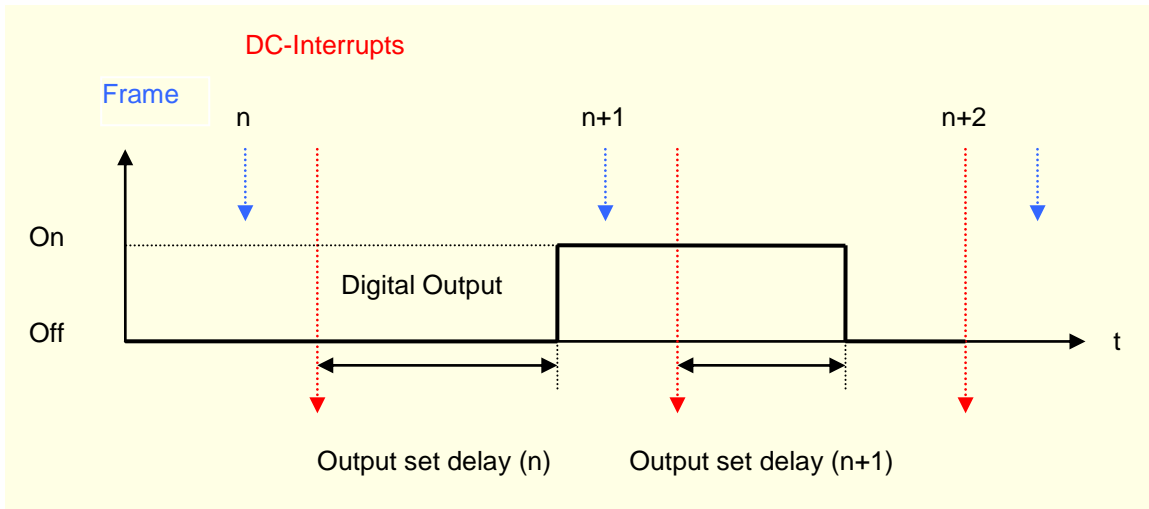 DC-Interrupts
Frame
n n+1 n+2
On
Digital Output
Off
t
Output set delay (n) Output set delay (n+1)